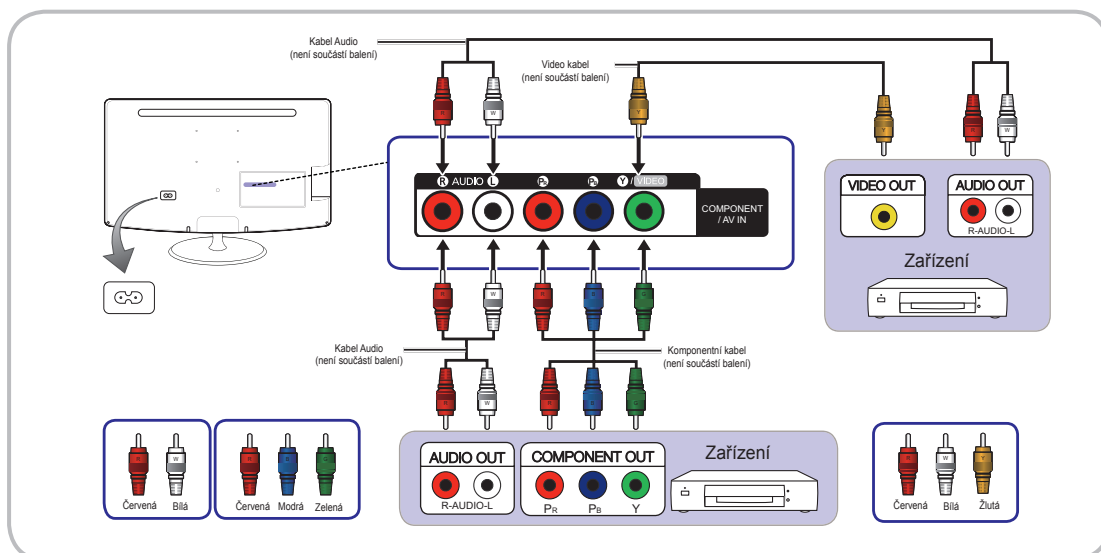 Kabel Audio
(není součástí balení)
Video kabel
(není součástí balení)
R W Y Y R W
R AUDIO L PR PB Y / VIDEO
COMPONENT
/ AV IN
VIDEO OUT
AUDIO OUT
R-AUDIO-L
Zařízení
R W R B G
Kabel Audio
(není součástí balení)
Komponentní kabel
(není součástí balení)
R W R B G
AUDIO OUT
R-AUDIO-L
COMPONENT OUT
PR PB Y
Zařízení
R W
Červená Bílá
R B G
Červená Modrá Zelená
R W Y
Červená Bílá Žlutá